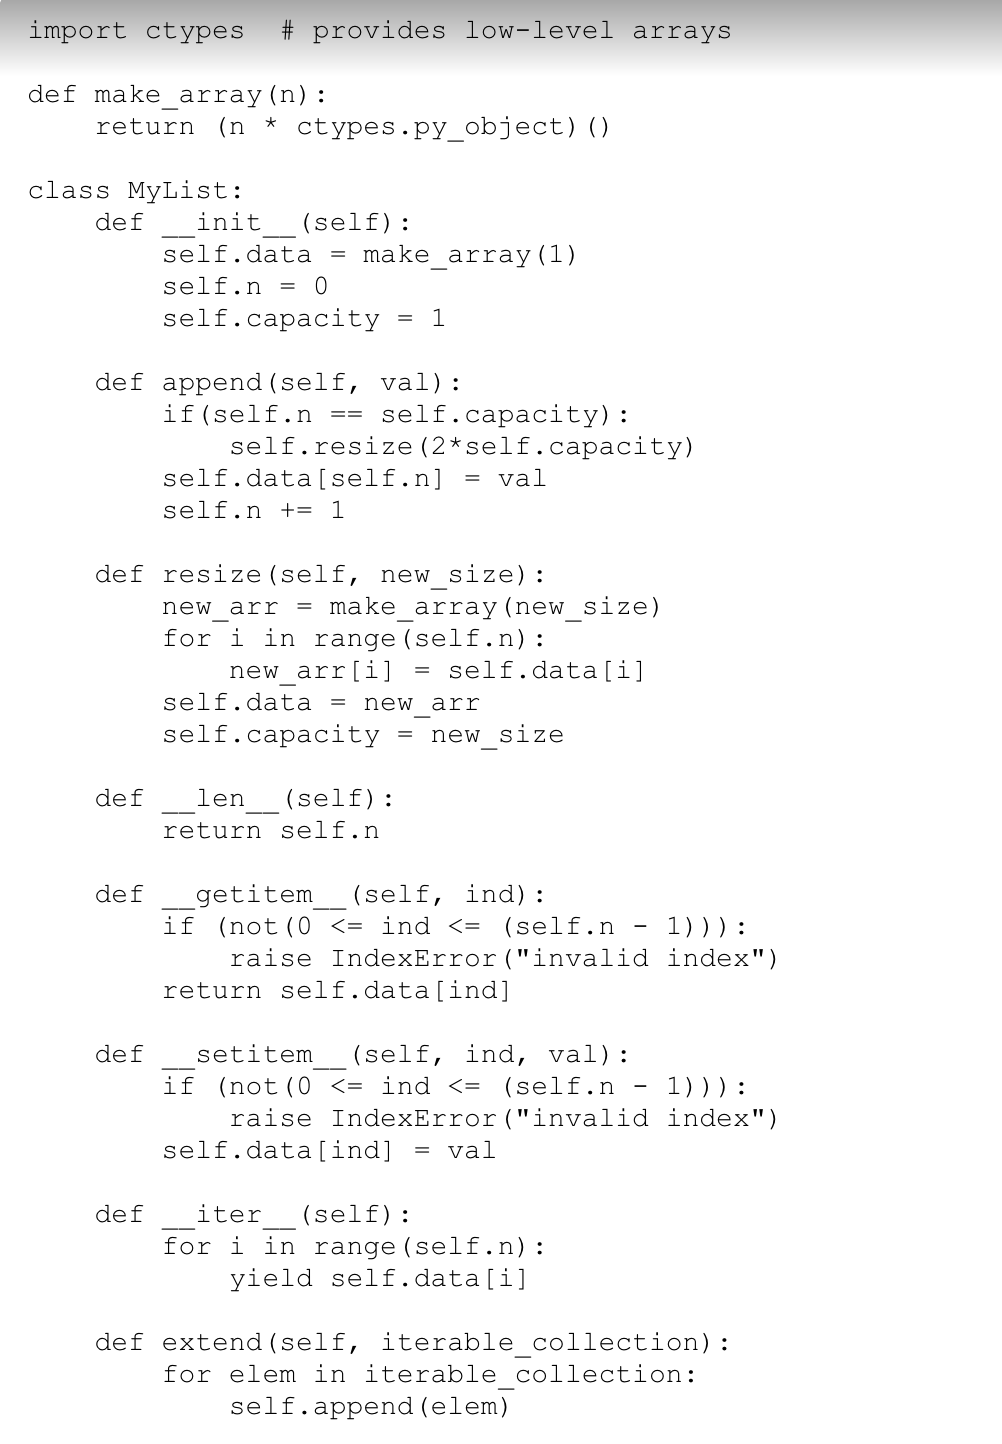 import ctypes  # provides low-level arrays

def make_array(n):
    return (n * ctypes.py_object)()

class MyList:
    def __init__(self):
        self.data = make_array(1)
        self.n = 0
        self.capacity = 1

    def append(self, val):
        if(self.n == self.capacity):
            self.resize(2*self.capacity)
        self.data[self.n] = val
        self.n += 1

    def resize(self, new_size):
        new_arr = make_array(new_size)
        for i in range(self.n):
            new_arr[i] = self.data[i]
        self.data = new_arr
        self.capacity = new_size

    def __len__(self):
        return self.n

    def __getitem__(self, ind):
        if (not(0 <= ind <= (self.n - 1))):
            raise IndexError("invalid index")
        return self.data[ind]

    def __setitem__(self, ind, val):
        if (not(0 <= ind <= (self.n - 1))):
            raise IndexError("invalid index")
        self.data[ind] = val

    def __iter__(self):
        for i in range(self.n):
            yield self.data[i]

    def extend(self, iterable_collection):
        for elem in iterable_collection:
            self.append(elem)